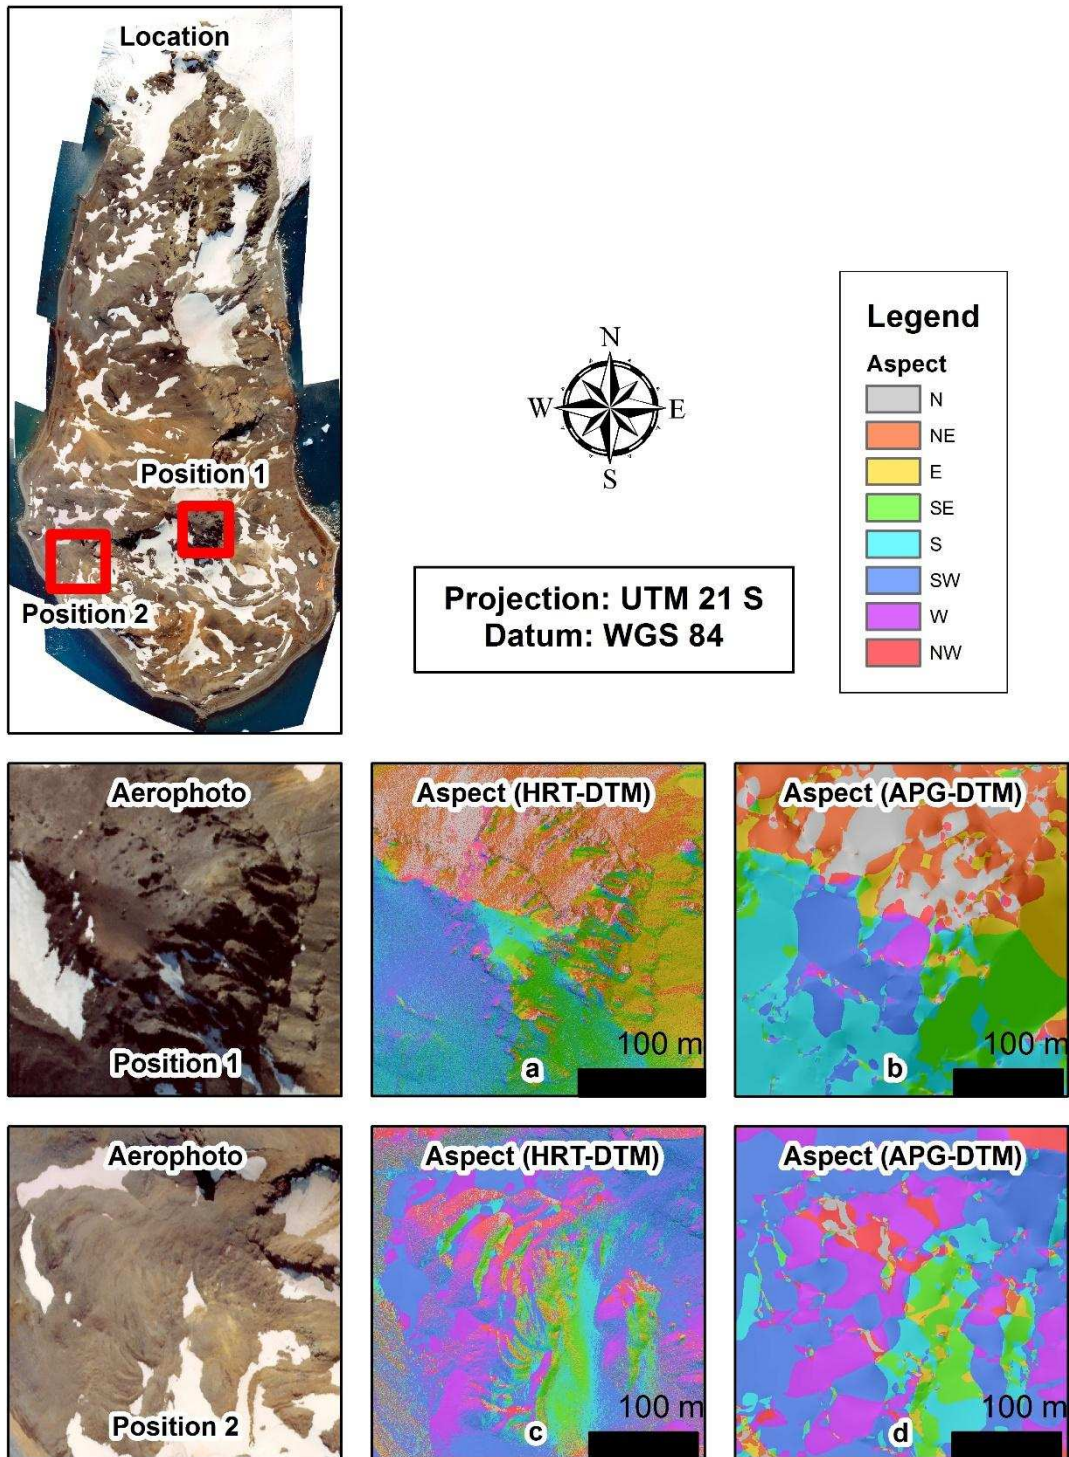 Location
Position 1
Position 2
N
W
E
S
Projection: UTM 21 S
Datum: WGS 84
Legend
Aspect
N
NE
E
SE
S
SW
W
NW
Aerophoto
Position 1
Aspect (HRT-DTM)
100 m
a
Aspect (APG-DTM)
100 m
b
Aerophoto
Position 2
Aspect (HRT-DTM)
100 m
c
Aspect (APG-DTM)
100 m
d